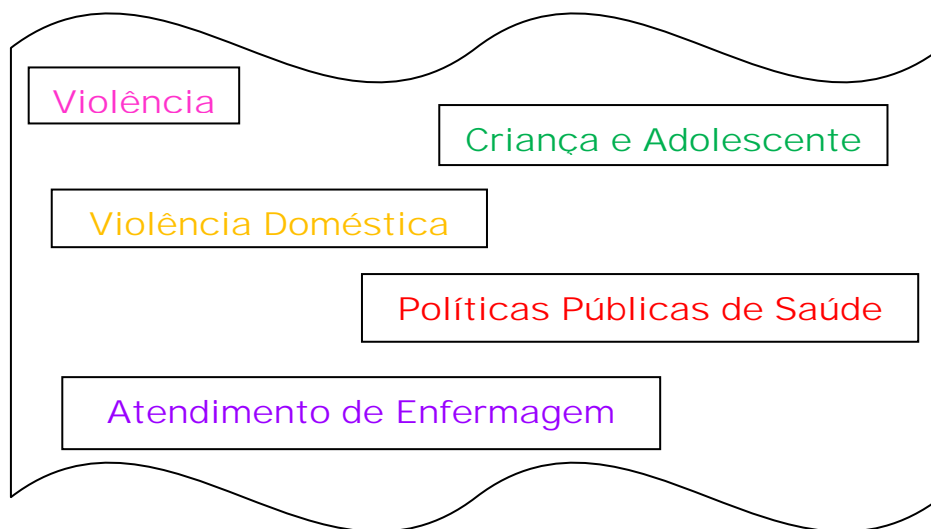 Violência
Criança e Adolescente
Violência Doméstica
Políticas Públicas de Saúde
Atendimento de Enfermagem